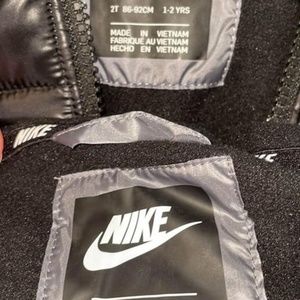 2T 86-92CM 1-2 YRS
MADE IN VIETNAM
FABRIQUÉ AU VIETNAM
HECHO EN VIETNAM
NIKE
NIKE